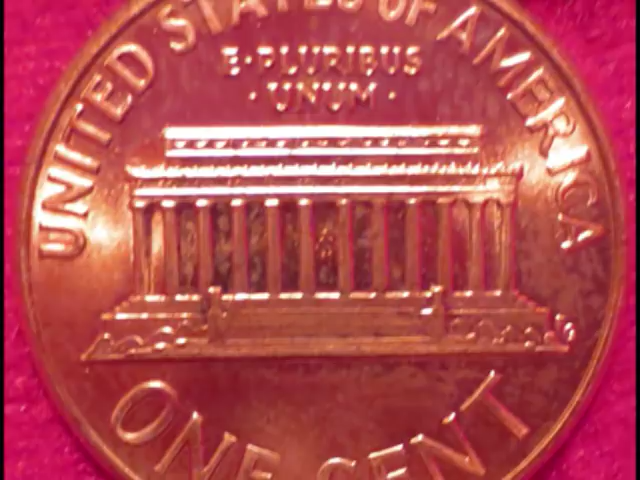 UNITED STATES OF AMERICA
E·PLURIBUS
·UNUM·
ONE CENT